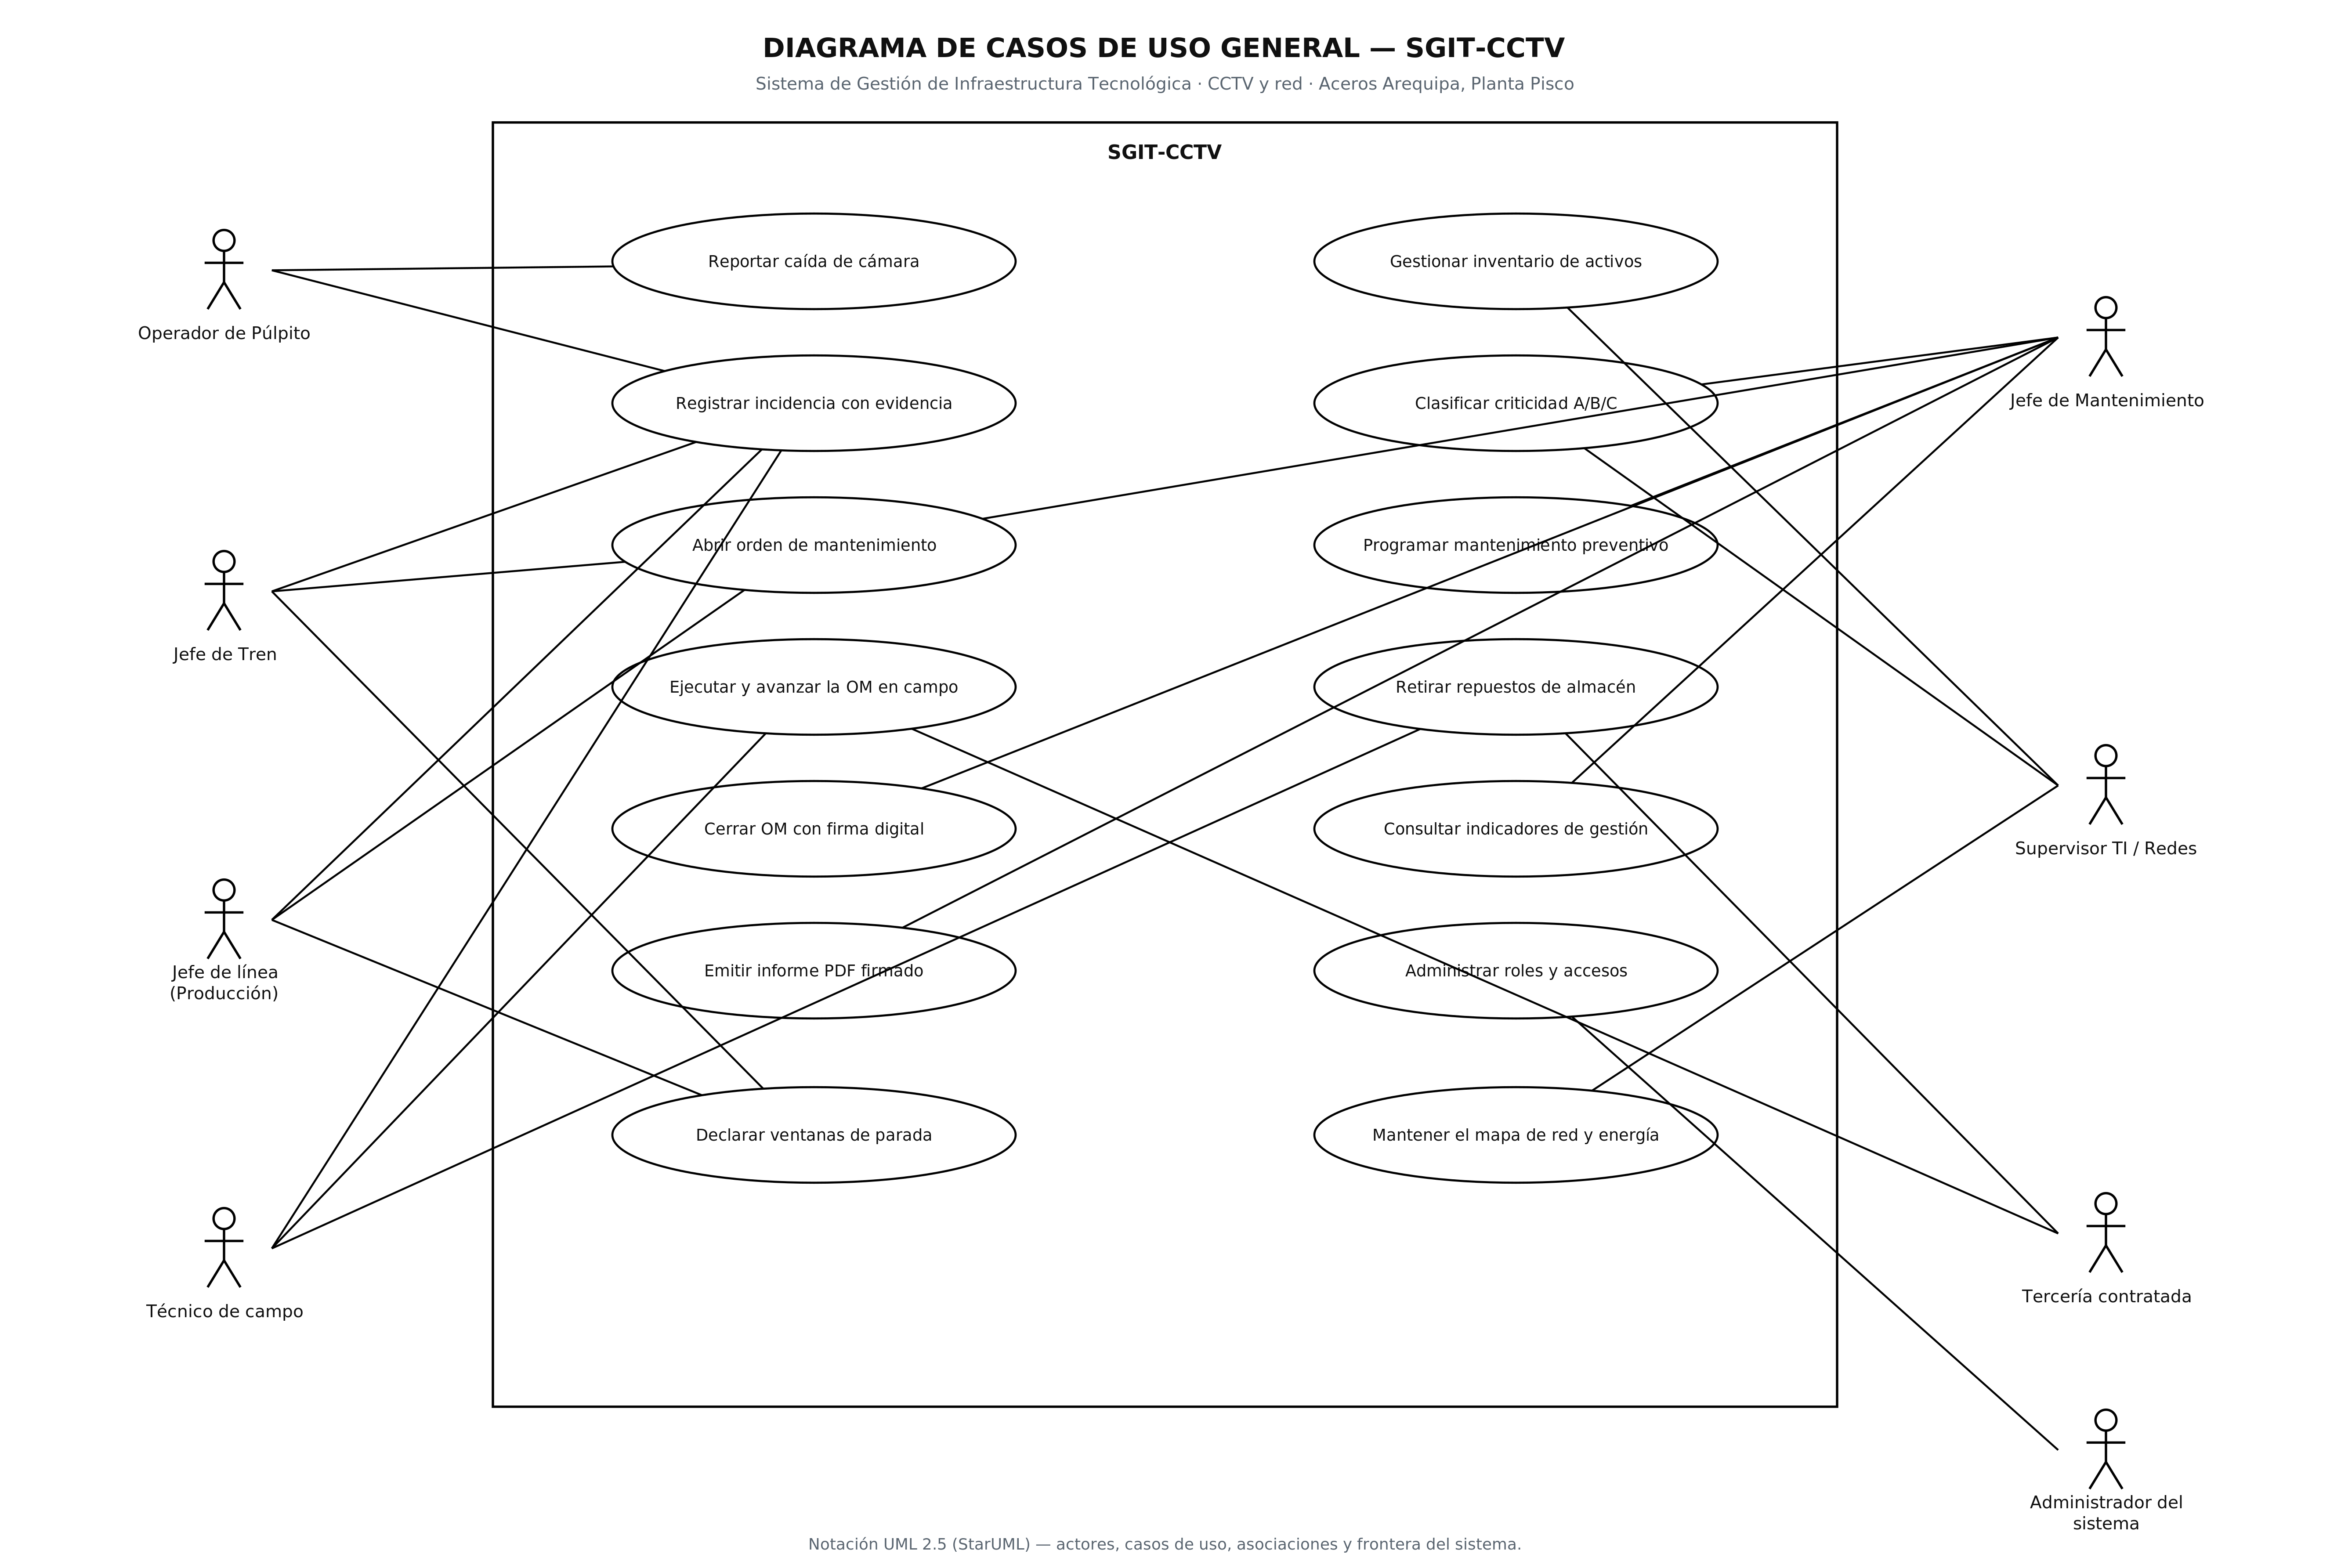 DIAGRAMA DE CASOS DE USO GENERAL — SGIT-CCTV
Sistema de Gestión de Infraestructura Tecnológica · CCTV y red · Aceros Arequipa, Planta Pisco
SGIT-CCTV
Operador de Púlpito
Jefe de Tren
Jefe de línea
(Producción)
Técnico de campo
Reportar caída de cámara
Registrar incidencia con evidencia
Abrir orden de mantenimiento
Ejecutar y avanzar la OM en campo
Cerrar OM con firma digital
Emitir informe PDF firmado
Declarar ventanas de parada
Gestionar inventario de activos
Clasificar criticidad A/B/C
Programar mantenimiento preventivo
Retirar repuestos de almacén
Consultar indicadores de gestión
Administrar roles y accesos
Mantener el mapa de red y energía
Jefe de Mantenimiento
Supervisor TI / Redes
Tercería contratada
Administrador del
sistema
Notación UML 2.5 (StarUML) — actores, casos de uso, asociaciones y frontera del sistema.